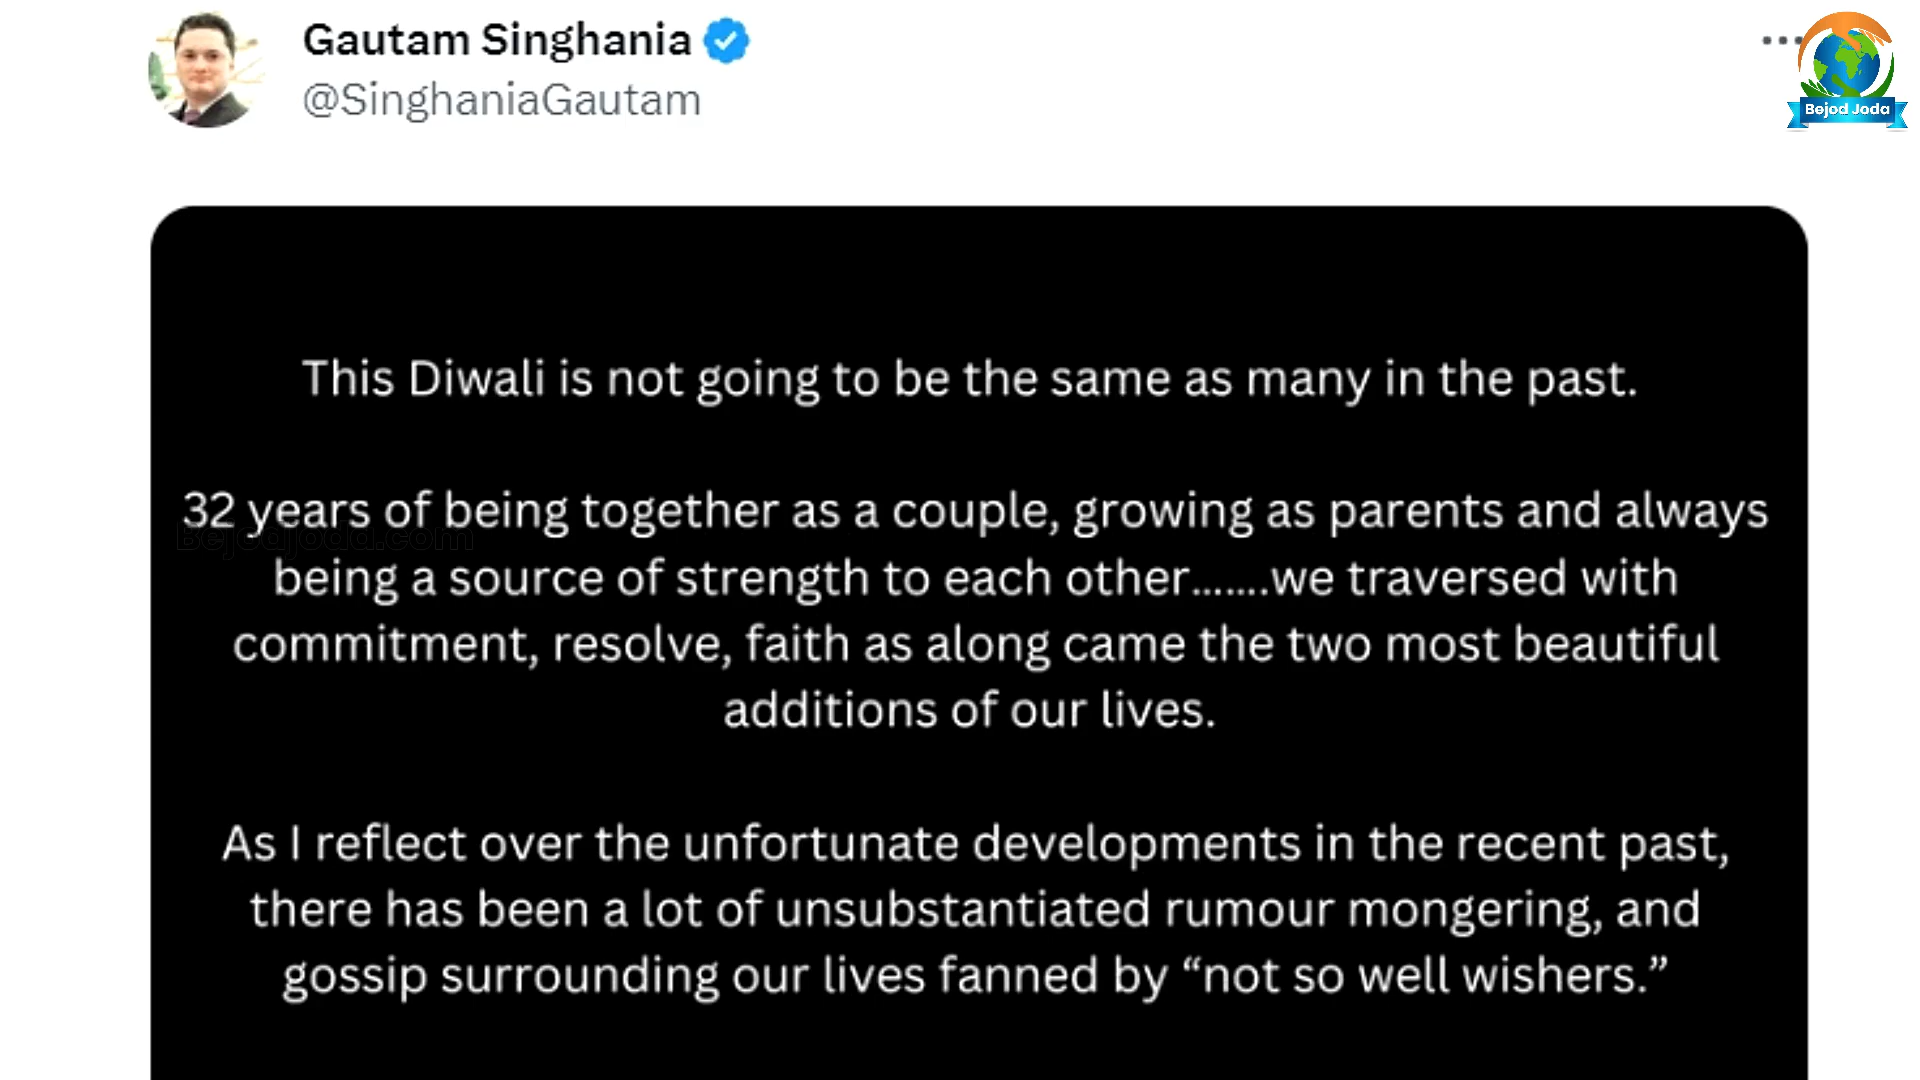 Gautam Singhania
@SinghaniaGautam
Bejod Joda
This Diwali is not going to be the same as many in the past.
32 years of being together as a couple, growing as parents and always
Bejodjoda.com
being a source of strength to each other.......we traversed with
commitment, resolve, faith as along came the two most beautiful
additions of our lives.
As I reflect over the unfortunate developments in the recent past,
there has been a lot of unsubstantiated rumour mongering, and
gossip surrounding our lives fanned by “not so well wishers.”